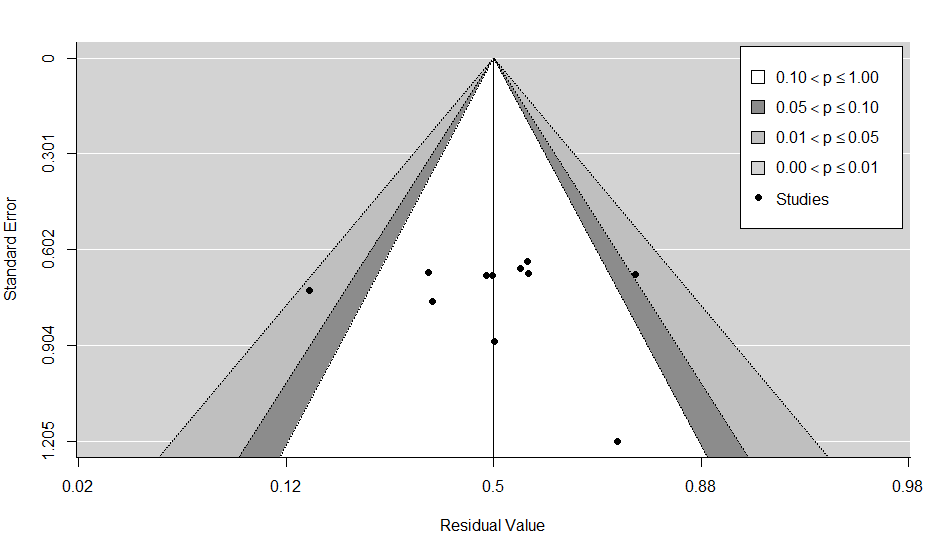 0.10 < p ≤ 1.00
0.05 < p ≤ 0.10
0.01 < p ≤ 0.05
0.00 < p ≤ 0.01
Studies
Standard Error
0
0.301
0.602
0.904
1.205
0.02 0.12 0.5 0.88 0.98
Residual Value